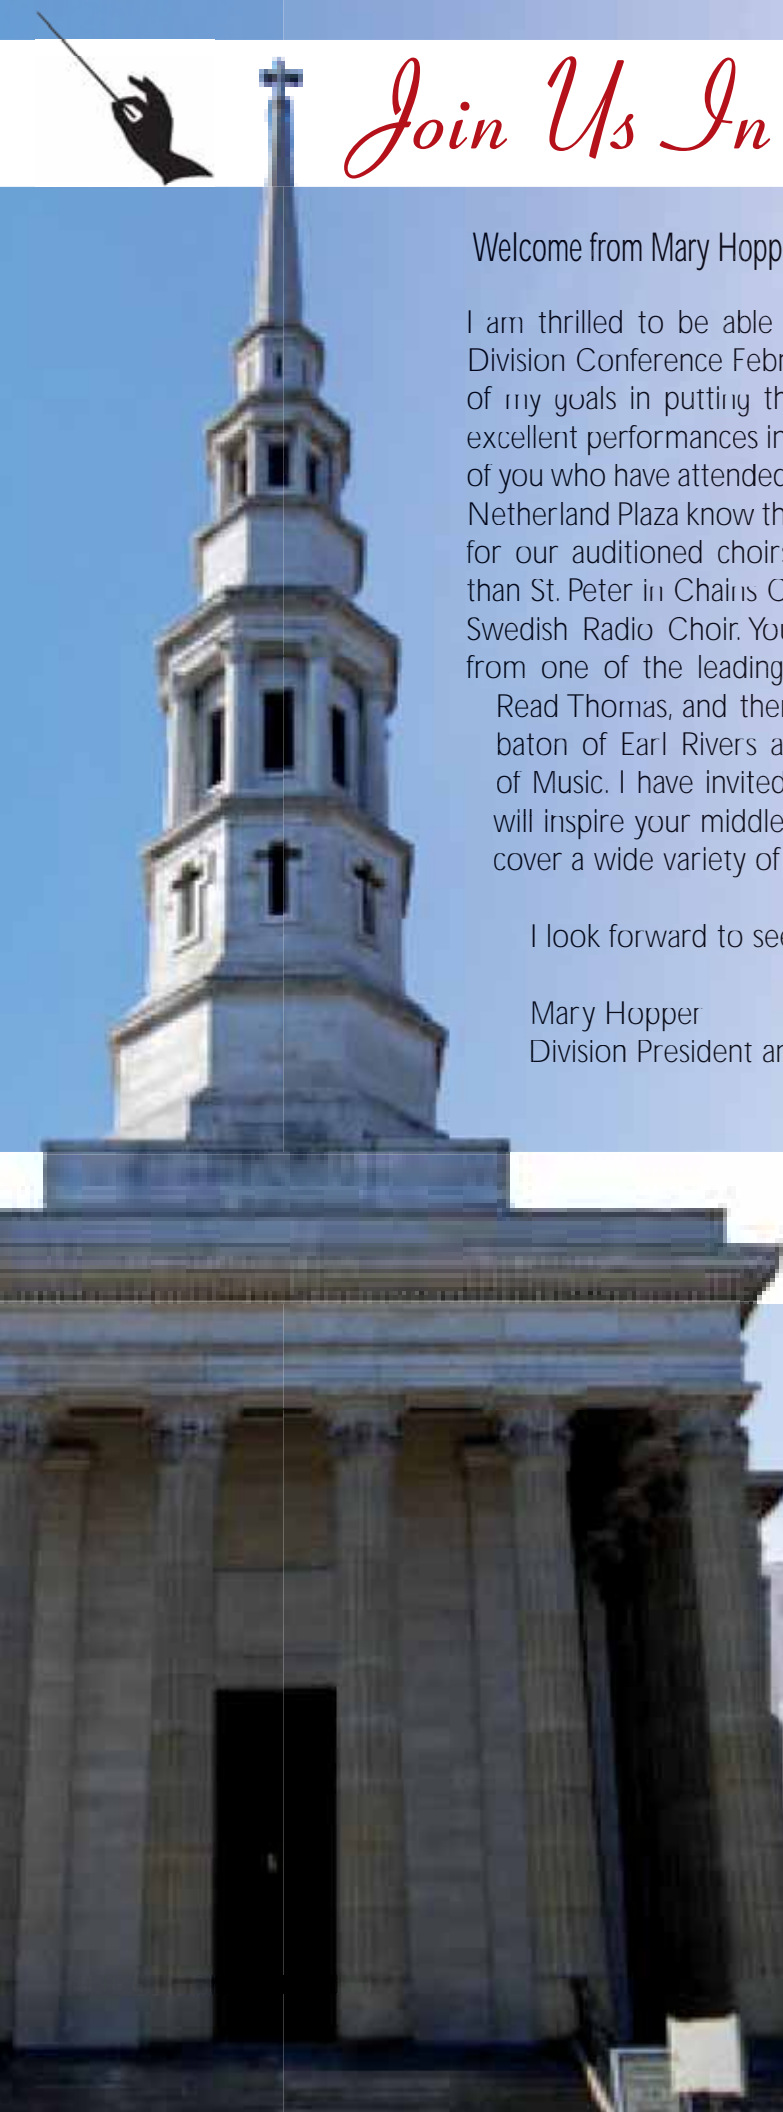 Join Us In
Welcome from Mary Hopp
I am thrilled to be able
Division Conference Febr
of my goals in putting th
excellent performances in
of you who have attended
Netherland Plaza know th
for our auditioned choirs
than St. Peter in Chains C
Swedish Radio Choir. You
from one of the leading
Read Thomas, and then
baton of Earl Rivers a
of Music. I have invited
will inspire your middle
cover a wide variety of
I look forward to see
Mary Hopper
Division President an